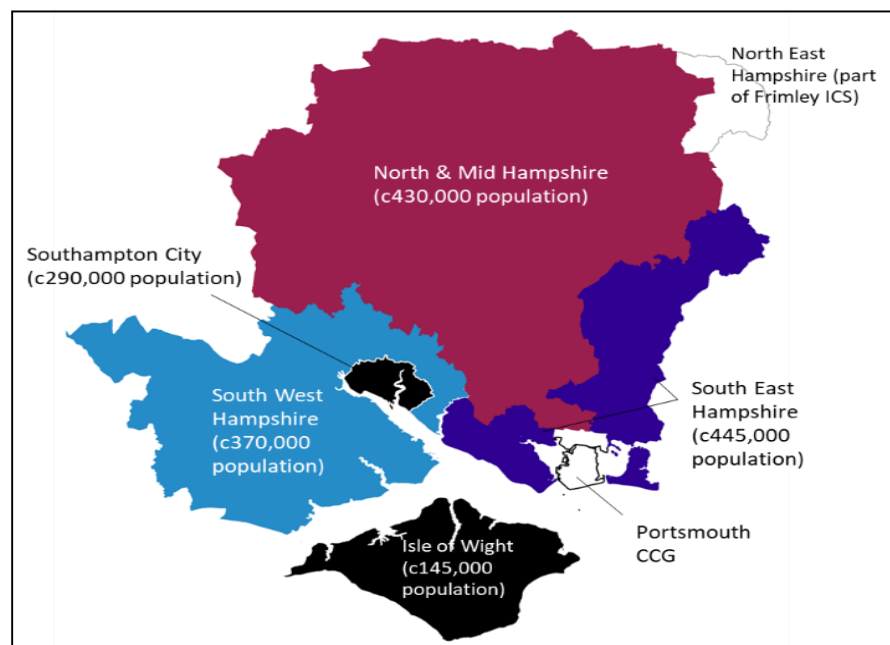 North East
Hampshire (part
of Frimley ICS)
North & Mid Hampshire
(c430,000 population)
Southampton City
(c290,000 population)
South West
Hampshire
(c370,000
population)
South East
Hampshire
(c445,000
population)
Portsmouth
CCG
Isle of Wight
(c145,000
population)